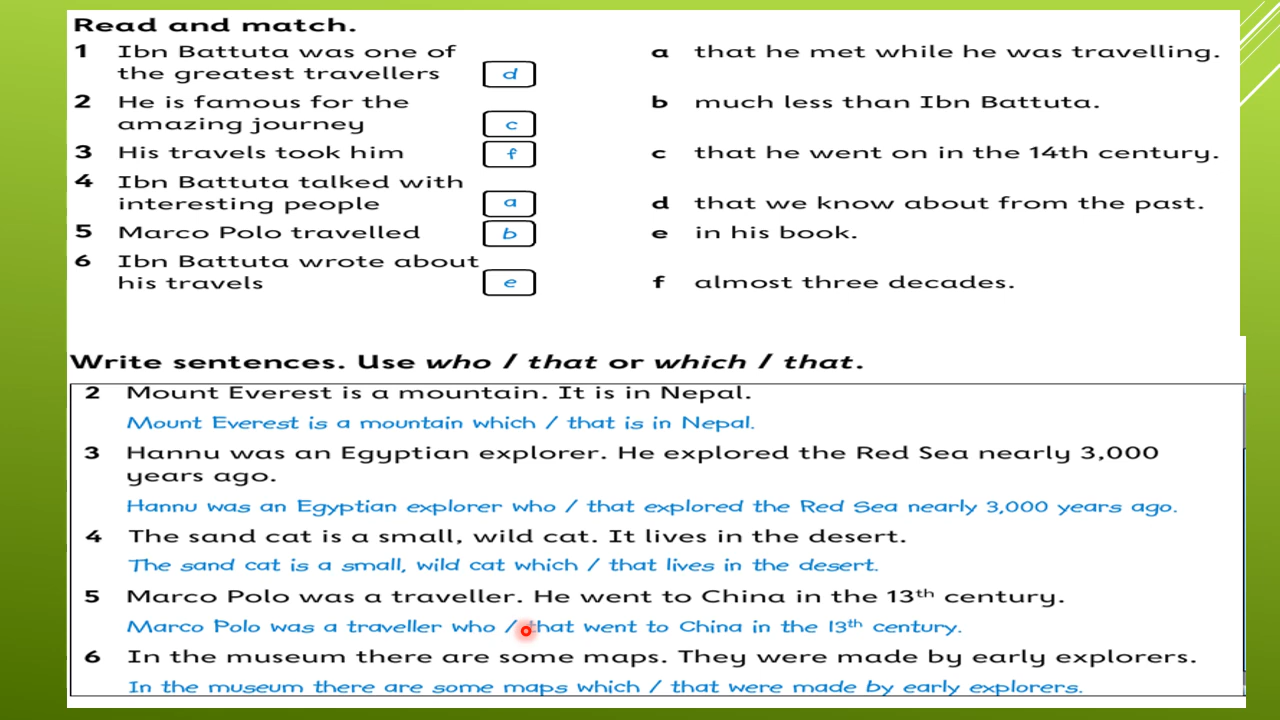 Read and match.
1 Ibn Battuta was one of
the greatest travellers d
a that he met while he was travelling.
2 He is famous for the
amazing journey c
b much less than Ibn Battuta.
3 His travels took him f
c that he went on in the 14th century.
4 Ibn Battuta talked with
interesting people a
d that we know about from the past.
5 Marco Polo travelled b
e in his book.
6 Ibn Battuta wrote about
his travels e
f almost three decades.
Write sentences. Use who / that or which / that.
2 Mount Everest is a mountain. It is in Nepal.
Mount Everest is a mountain which / that is in Nepal.
3 Hannu was an Egyptian explorer. He explored the Red Sea nearly 3,000
years ago.
Hannu was an Egyptian explorer who / that explored the Red Sea nearly 3,000 years ago.
4 The sand cat is a small, wild cat. It lives in the desert.
The sand cat is a small, wild cat which / that lives in the desert.
5 Marco Polo was a traveller. He went to China in the 13th century.
Marco Polo was a traveller who / that went to China in the 13th century.
6 In the museum there are some maps. They were made by early explorers.
In the museum there are some maps which / that were made by early explorers.